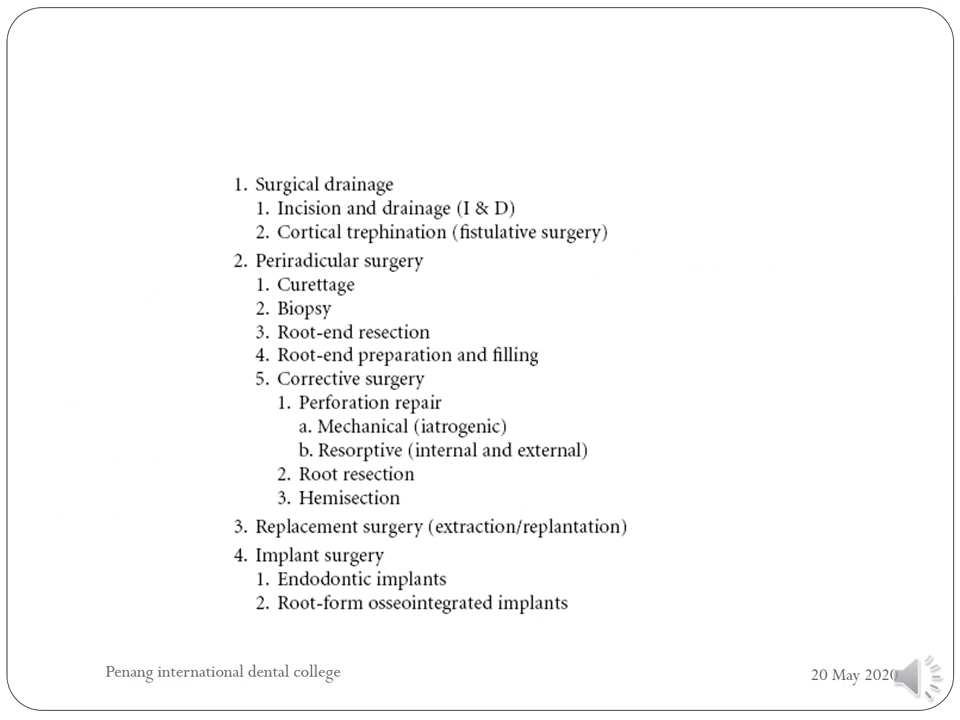 1. Surgical drainage
1. Incision and drainage (I & D)
2. Cortical trephination (fistulative surgery)
2. Periradicular surgery
1. Curettage
2. Biopsy
3. Root-end resection
4. Root-end preparation and filling
5. Corrective surgery
1. Perforation repair
a. Mechanical (iatrogenic)
b. Resorptive (internal and external)
2. Root resection
3. Hemisection
3. Replacement surgery (extraction/replantation)
4. Implant surgery
1. Endodontic implants
2. Root-form osseointegrated implants
Penang international dental college
20 May 2020